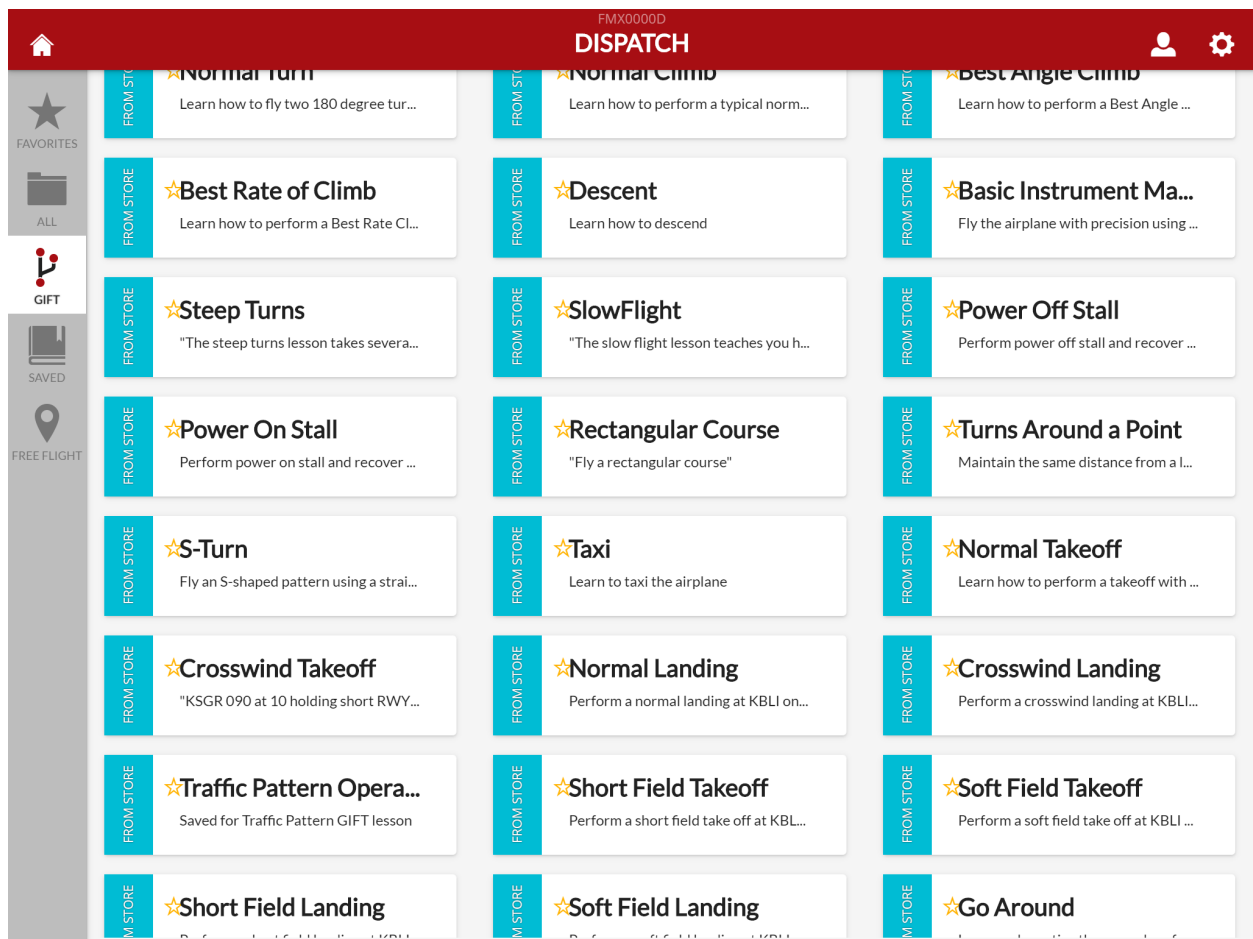 FMX0000D
DISPATCH
FAVORITES
ALL
GIFT
SAVED
FREE FLIGHT
FROM STORE
Normal Turn
Learn how to fly two 180 degree tur...
FROM STORE
Normal Climb
Learn how to perform a typical norm...
FROM STORE
Best Angle Climb
Learn how to perform a Best Angle ...
FROM STORE
Best Rate of Climb
Learn how to perform a Best Rate Cl...
FROM STORE
Descent
Learn how to descend
FROM STORE
Basic Instrument Ma...
Fly the airplane with precision using ...
FROM STORE
Steep Turns
"The steep turns lesson takes severa...
FROM STORE
SlowFlight
"The slow flight lesson teaches you h...
FROM STORE
Power Off Stall
Perform power off stall and recover ...
FROM STORE
Power On Stall
Perform power on stall and recover ...
FROM STORE
Rectangular Course
"Fly a rectangular course"
FROM STORE
Turns Around a Point
Maintain the same distance from a l...
FROM STORE
S-Turn
Fly an S-shaped pattern using a strai...
FROM STORE
Taxi
Learn to taxi the airplane
FROM STORE
Normal Takeoff
Learn how to perform a takeoff with ...
FROM STORE
Crosswind Takeoff
"KSGR 090 at 10 holding short RWY...
FROM STORE
Normal Landing
Perform a normal landing at KBLI on...
FROM STORE
Crosswind Landing
Perform a crosswind landing at KBLI...
FROM STORE
Traffic Pattern Opera...
Saved for Traffic Pattern GIFT lesson
FROM STORE
Short Field Takeoff
Perform a short field take off at KBL...
FROM STORE
Soft Field Takeoff
Perform a soft field take off at KBLI ...
STORE
Short Field Landing
STORE
Soft Field Landing
STORE
Go Around